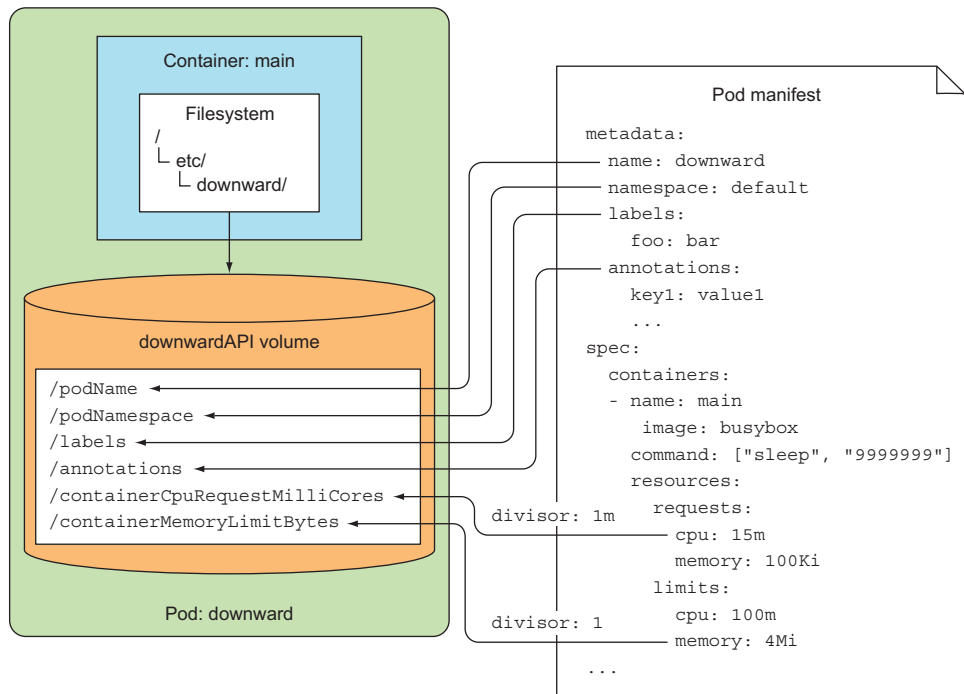 Container: main
Filesystem
/
etc/
downward/
downwardAPI volume
/podName
/podNamespace
/labels
/annotations
/containerCpuRequestMilliCores
/containerMemoryLimitBytes
Pod: downward
divisor: 1m
divisor: 1
Pod manifest
metadata:
name: downward
namespace: default
labels:
foo: bar
annotations:
key1: value1
...
spec:
containers:
- name: main
image: busybox
command: ["sleep", "9999999"]
resources:
requests:
cpu: 15m
memory: 100Ki
limits:
cpu: 100m
memory: 4Mi
...